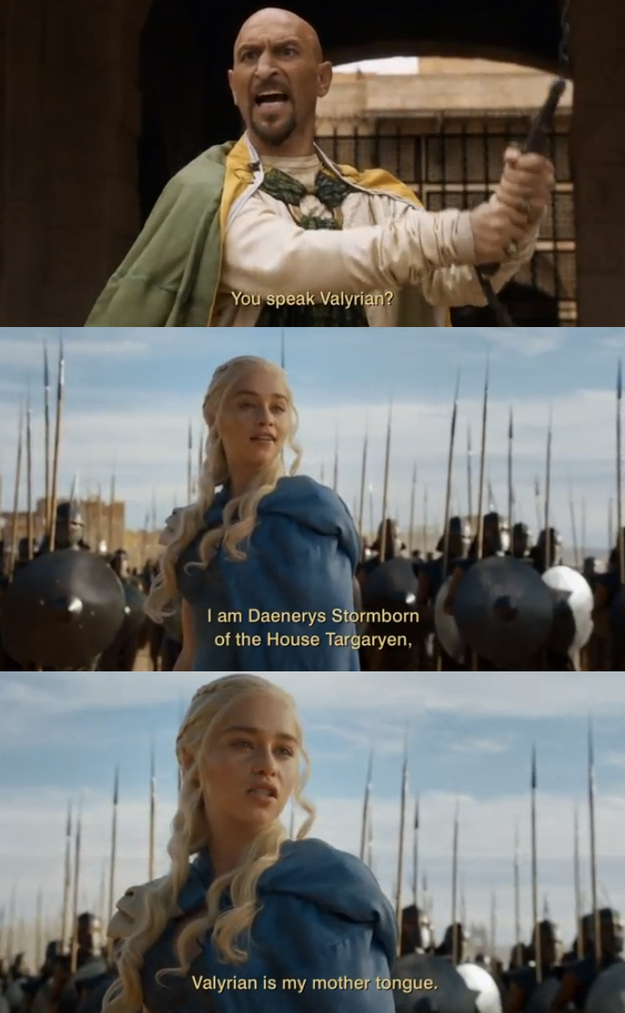 You speak Valyrian?
I am Daenerys Stormborn
of the House Targaryen,
Valyrian is my mother tongue.